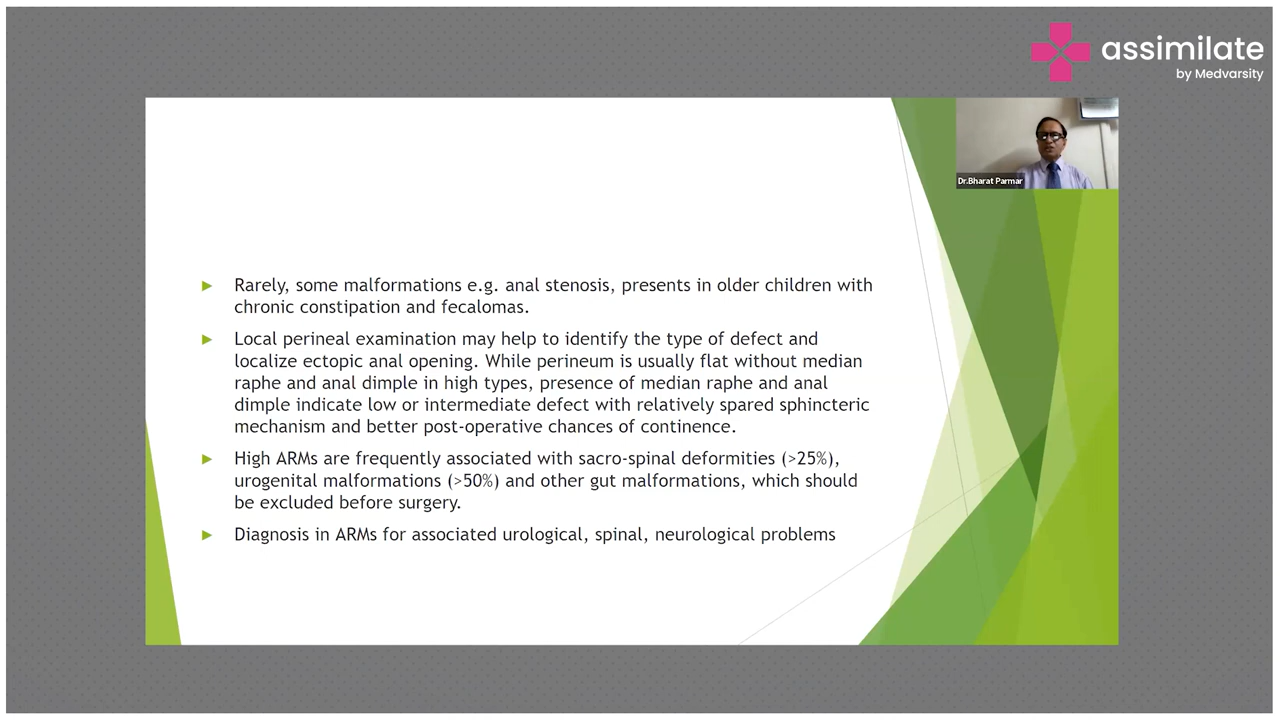 assimilate
by Medvarsity
Dr.Bharat Parmar
Rarely, some malformations e.g. anal stenosis, presents in older children with
chronic constipation and fecalomas.
Local perineal examination may help to identify the type of defect and
localize ectopic anal opening. While perineum is usually flat without median
raphe and anal dimple in high types, presence of median raphe and anal
dimple indicate low or intermediate defect with relatively spared sphincteric
mechanism and better post-operative chances of continence.
High ARMs are frequently associated with sacro-spinal deformities (>25%),
urogenital malformations (>50%) and other gut malformations, which should
be excluded before surgery.
Diagnosis in ARMs for associated urological, spinal, neurological problems